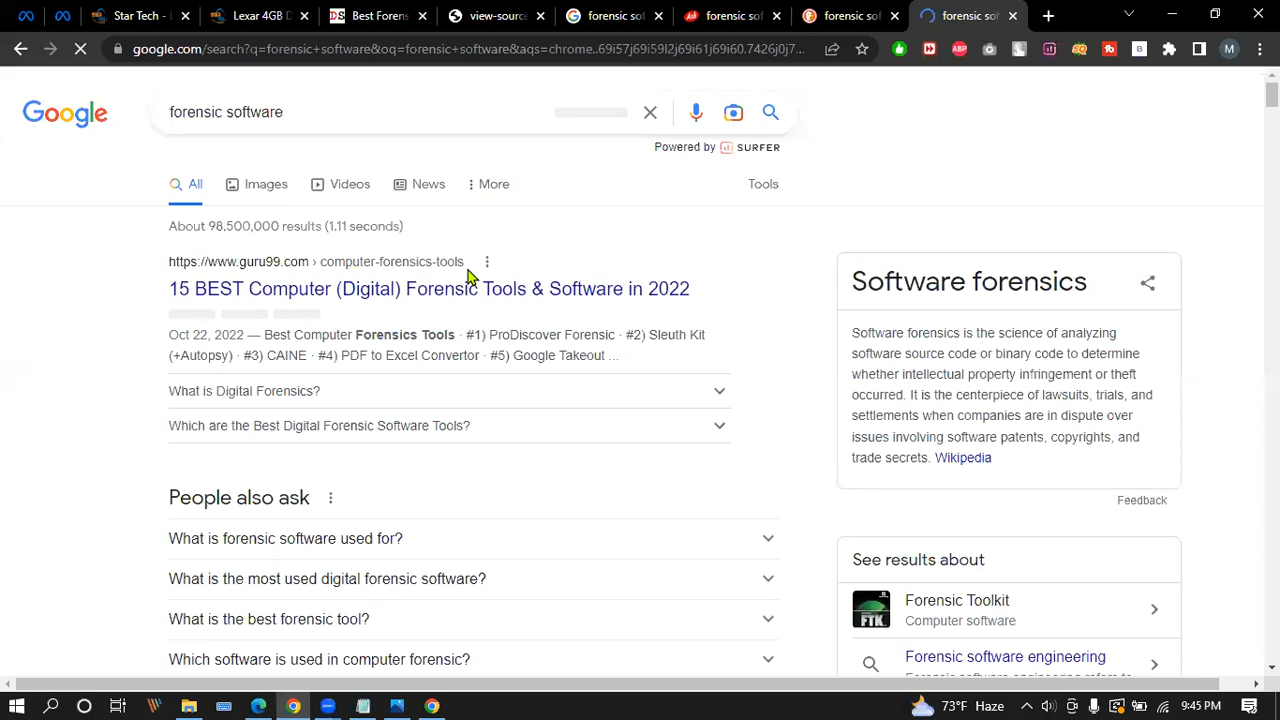 Star Tech -
Lexar 4GB D
Best Forens
view-source
forensic so
forensic sof
forensic so
forensic sof
google.com/search?q=forensic+software&oq=forensic+software&aqs=chrome..69i57j69i59l2j69i61j69i60.7426j0j7...
ABP
M
Google
forensic software
Powered by SURFER
All
Images
Videos
News
More
Tools
About 98,500,000 results (1.11 seconds)
https://www.guru99.com › computer-forensics-tools
15 BEST Computer (Digital) Forensic Tools & Software in 2022
Oct 22, 2022 — Best Computer Forensics Tools · #1) ProDiscover Forensic · #2) Sleuth Kit
(+Autopsy) · #3) CAINE · #4) PDF to Excel Convertor · #5) Google Takeout ...
What is Digital Forensics?
Which are the Best Digital Forensic Software Tools?
People also ask
What is forensic software used for?
What is the most used digital forensic software?
What is the best forensic tool?
Which software is used in computer forensic?
Software forensics
Software forensics is the science of analyzing
software source code or binary code to determine
whether intellectual property infringement or theft
occurred. It is the centerpiece of lawsuits, trials, and
settlements when companies are in dispute over
issues involving software patents, copyrights, and
trade secrets. Wikipedia
Feedback
See results about
FTK
Forensic Toolkit
Computer software
Forensic software engineering
73°F Haze
9:45 PM